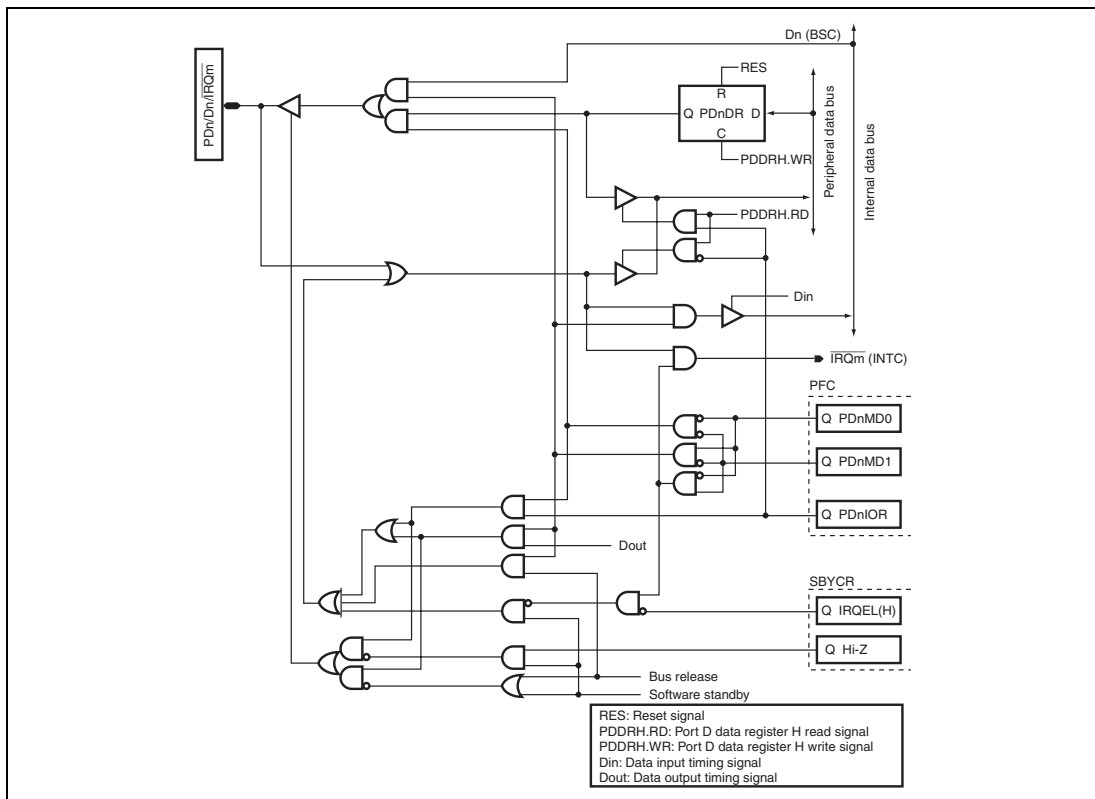 Dn (BSC)
PDn/Dn/IRQm
RES
R
Q PDnDR D
C
PDDRH.WR
Peripheral data bus
Internal data bus
PDDRH.RD
Din
IRQm (INTC)
PFC
Q PDnMD0
Q PDnMD1
Q PDnIOR
Dout
SBYCR
Q IRQEL(H)
Q Hi-Z
Bus release
Software standby
RES: Reset signal
PDDRH.RD: Port D data register H read signal
PDDRH.WR: Port D data register H write signal
Din: Data input timing signal
Dout: Data output timing signal